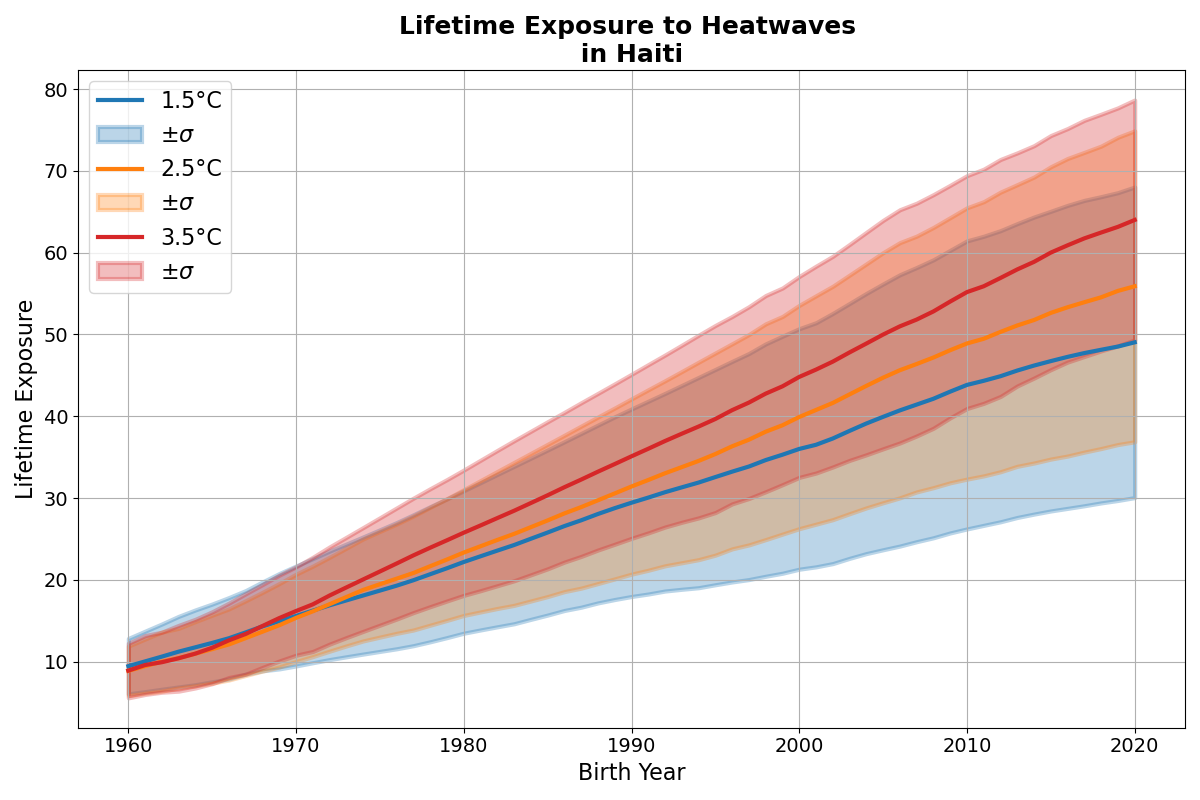 Lifetime Exposure to Heatwaves
in Haiti
1.5°C
±σ
2.5°C
±σ
3.5°C
±σ
Lifetime Exposure
80
70
60
50
40
30
20
10
1960 1970 1980 1990 2000 2010 2020
Birth Year